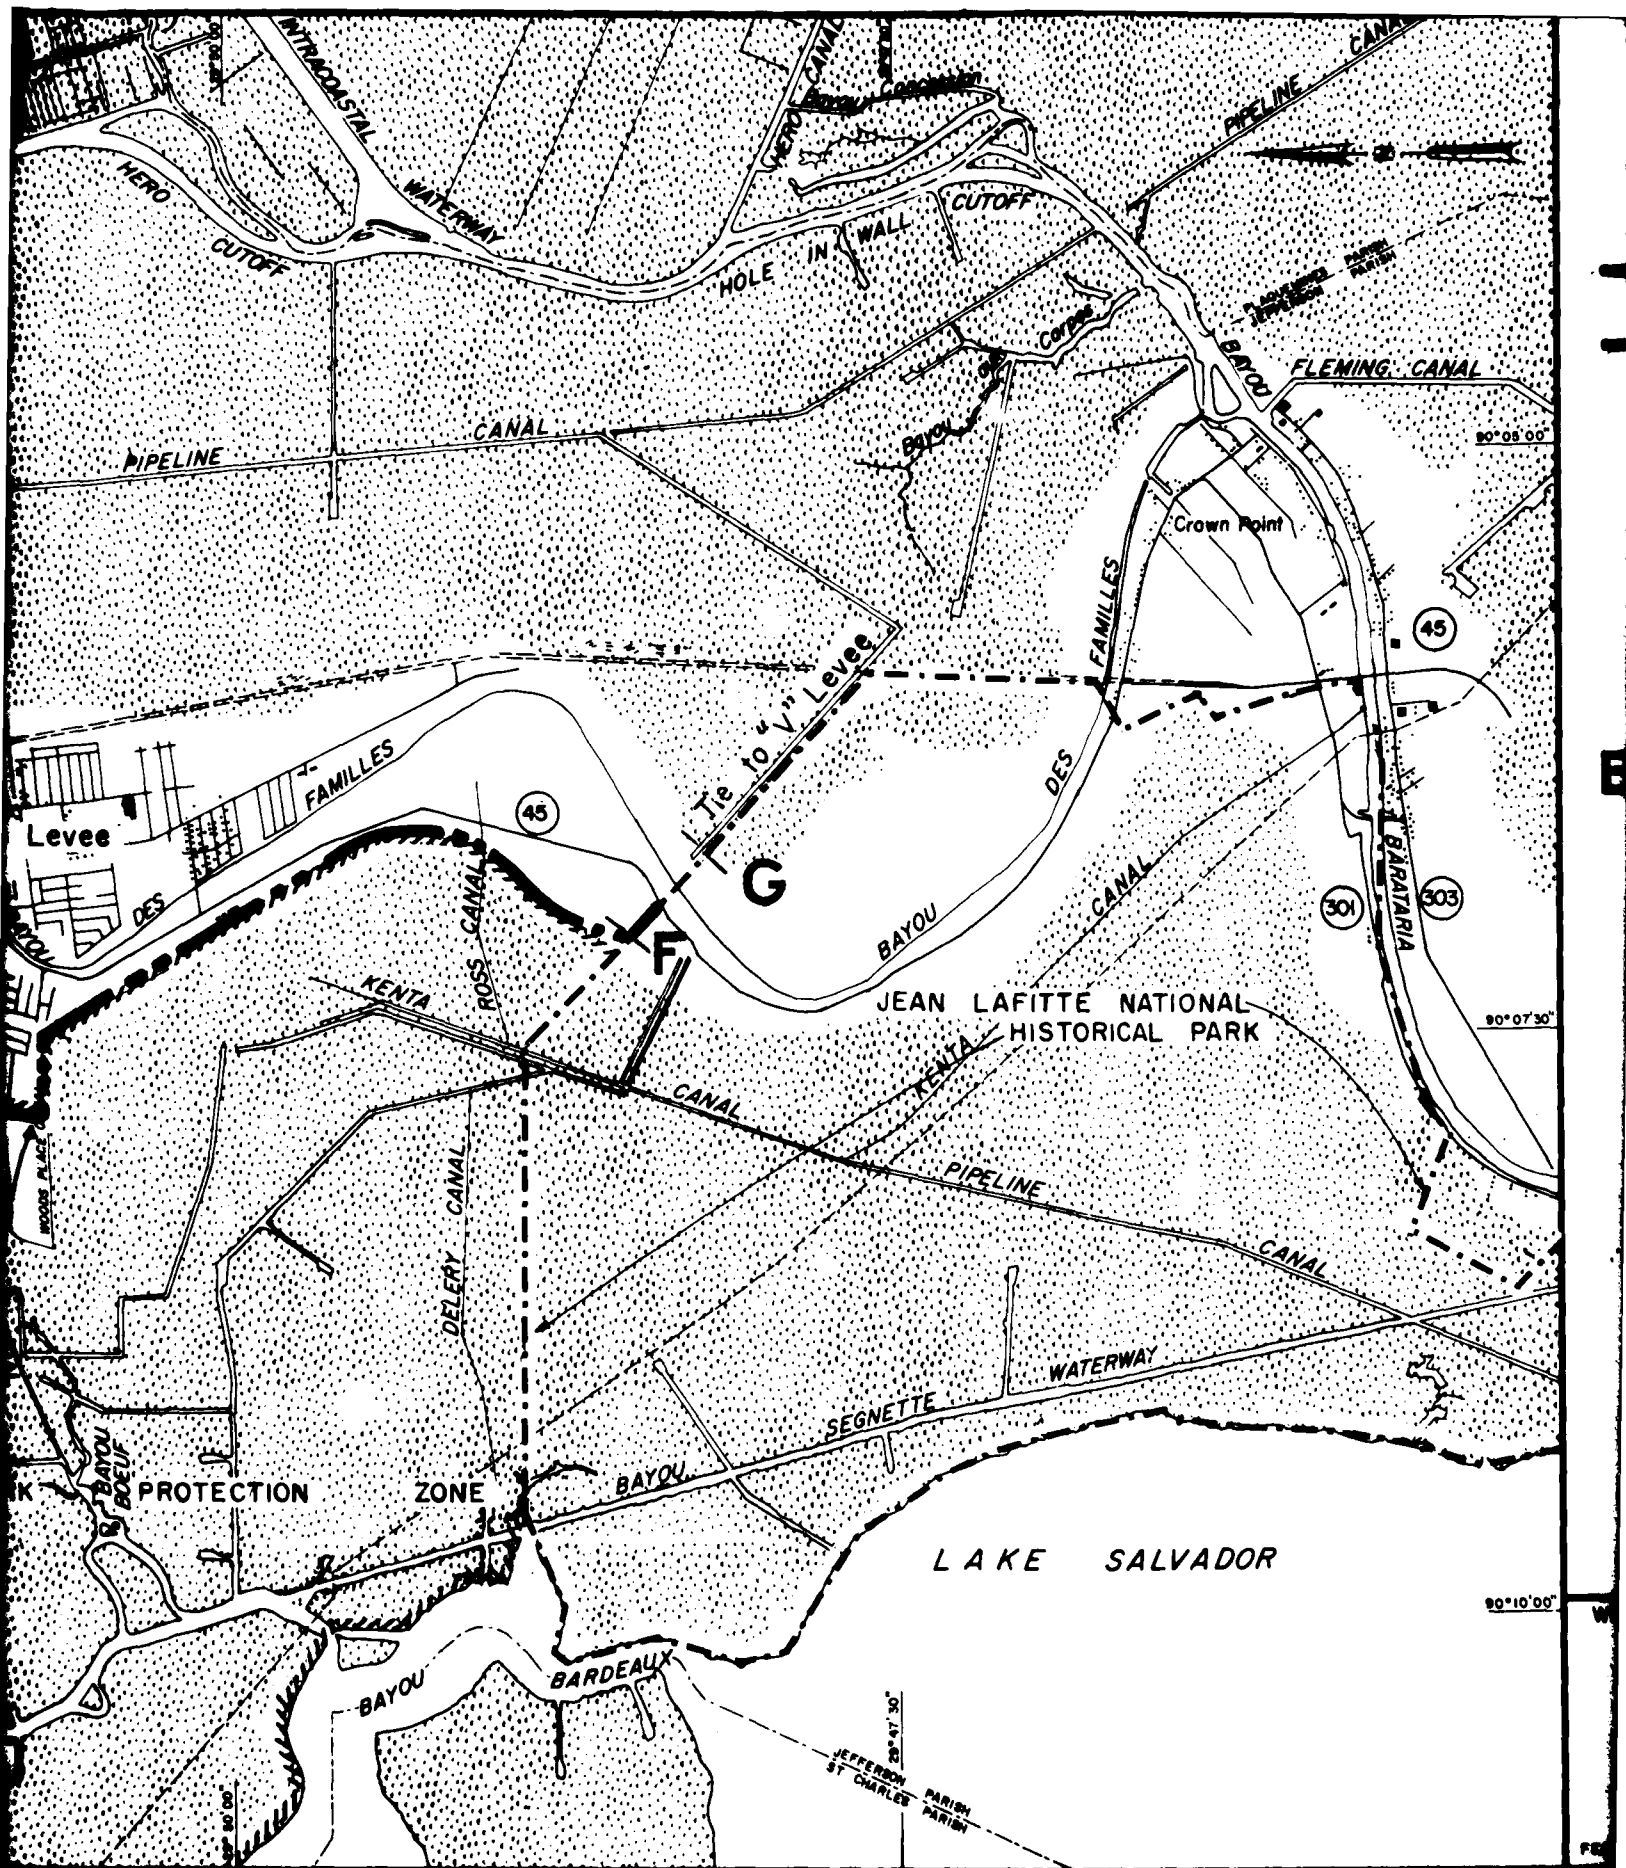 INTRACOASTAL
WATERWAY
HERO
CUTOFF
HERO CANAL
Bayou Concession
PIPELINE
CANAL
HOLE
IN
WALL
CUTOFF
PLAQUEMINES PARISH
JEFFERSON PARISH
BAYOU
FLEMING CANAL
90°05'00"
PIPELINE
CANAL
Bayou
Corpse
Crown Point
FAMILLES
45
Tie to "V" Levee
DES
FAMILLES
Levee
45
DES
BAYOU
G
F
ROSS CANAL
KENTA
CANAL
BAYOU
CANAL
301
BARATARIA
303
JEAN LAFITTE NATIONAL
HISTORICAL PARK
90°07'30"
KENTA
WOODS PLACE
DELERY CANAL
PIPELINE
CANAL
WATERWAY
SEGNETTE
BAYOU
BAYOU
BOEUF
PROTECTION ZONE
LAKE SALVADOR
90°10'00"
BAYOU
BARDEAUX
29°47'30"
JEFFERSON PARISH
ST CHARLES PARISH
E